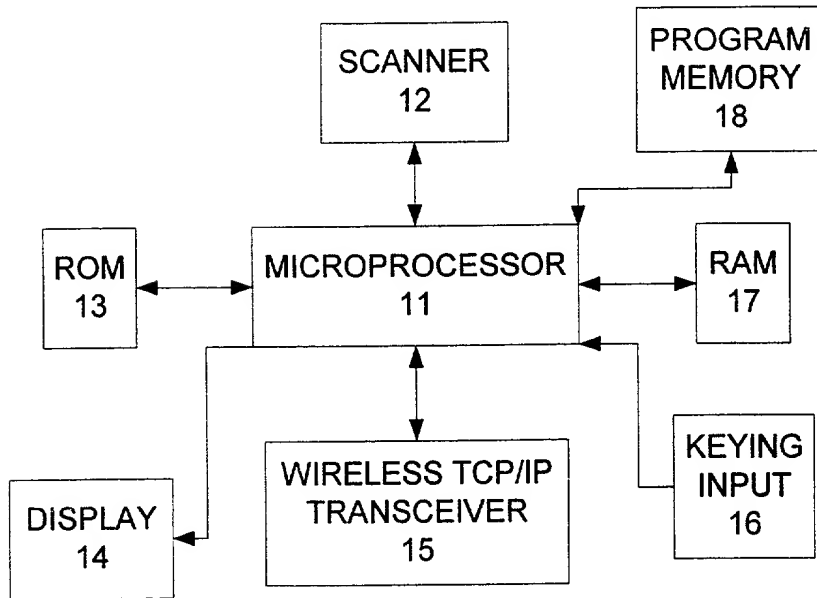 SCANNER
12
PROGRAM
MEMORY
18
ROM
13
MICROPROCESSOR
11
RAM
17
DISPLAY
14
WIRELESS TCP/IP
TRANSCEIVER
15
KEYING
INPUT
16